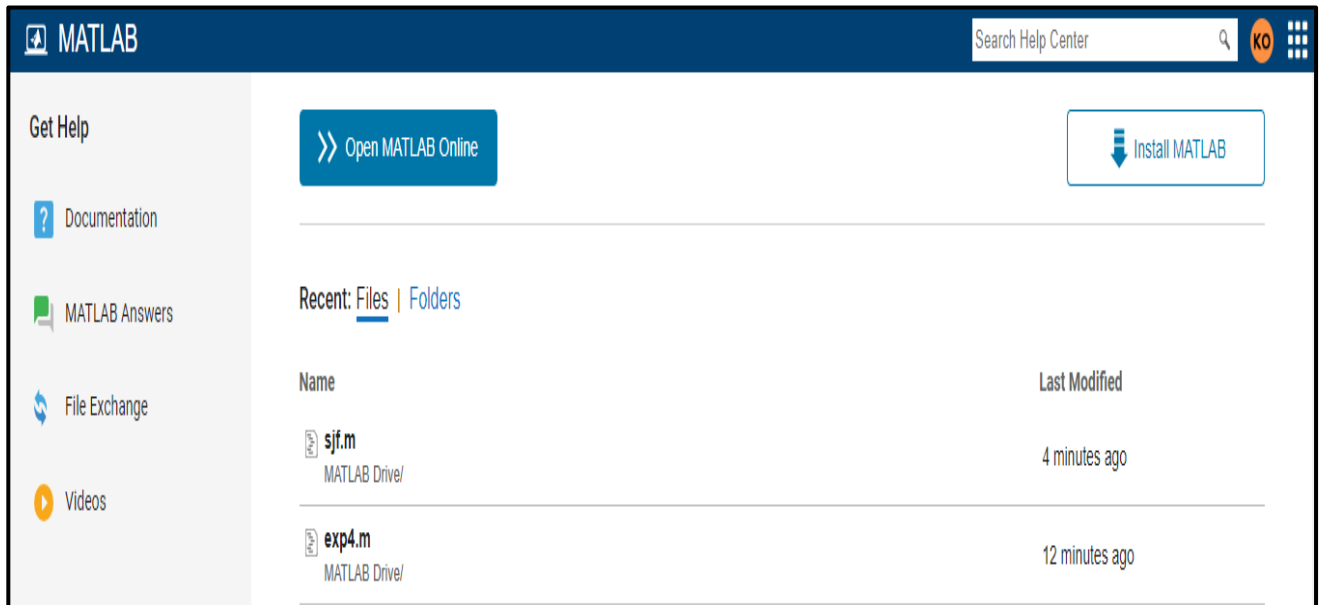 MATLAB
Search Help Center
KO
Get Help
Documentation
MATLAB Answers
File Exchange
Videos
>> Open MATLAB Online
Install MATLAB
Recent: Files | Folders
Name Last Modified
sjf.m
MATLAB Drive/
4 minutes ago
exp4.m
MATLAB Drive/
12 minutes ago